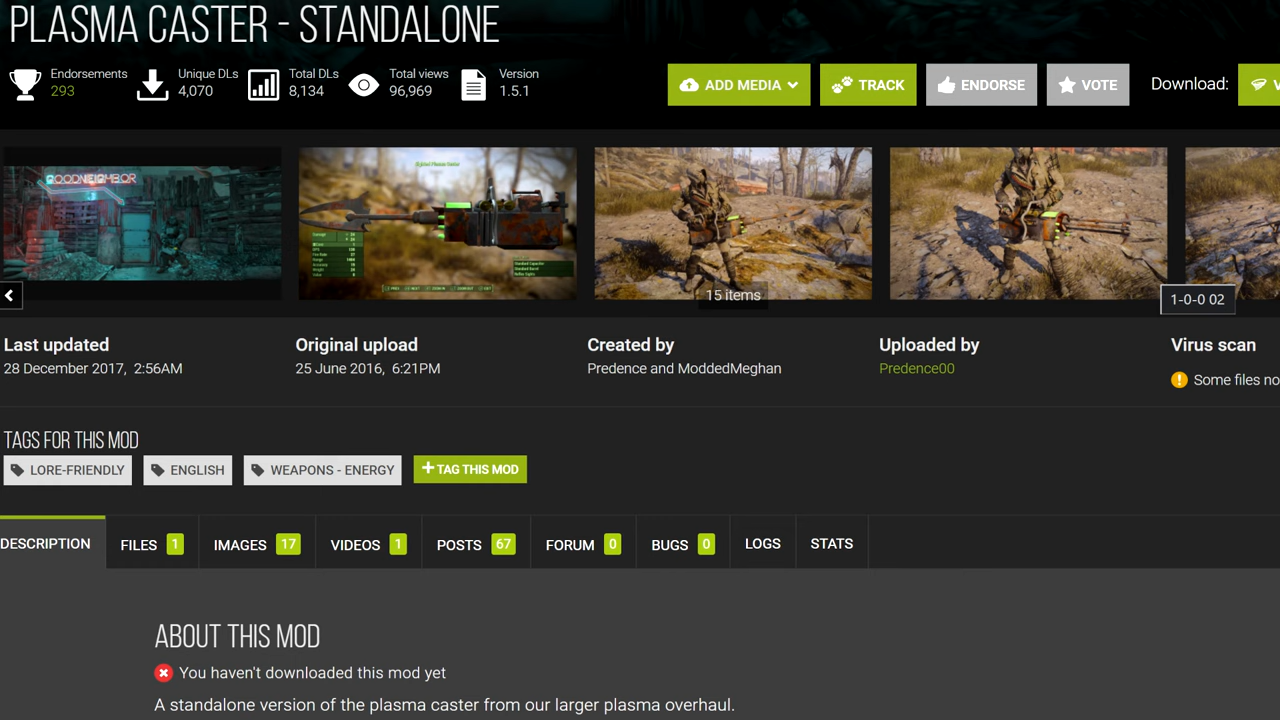 PLASMA CASTER - STANDALONE
Endorsements
293
Unique DLs
4,070
Total DLs
8,134
Total views
96,969
Version
1.5.1
ADD MEDIA
TRACK
ENDORSE
VOTE
Download:
V
GOODNEIGHBOR
15 items
1-0-0 02
Last updated
28 December 2017, 2:56AM
Original upload
25 June 2016, 6:21PM
Created by
Predence and ModdedMeghan
Uploaded by
Predence00
Virus scan
Some files no
TAGS FOR THIS MOD
LORE-FRIENDLY
ENGLISH
WEAPONS - ENERGY
+ TAG THIS MOD
DESCRIPTION
FILES 1
IMAGES 17
VIDEOS 1
POSTS 67
FORUM 0
BUGS 0
LOGS
STATS
ABOUT THIS MOD
You haven't downloaded this mod yet
A standalone version of the plasma caster from our larger plasma overhaul.